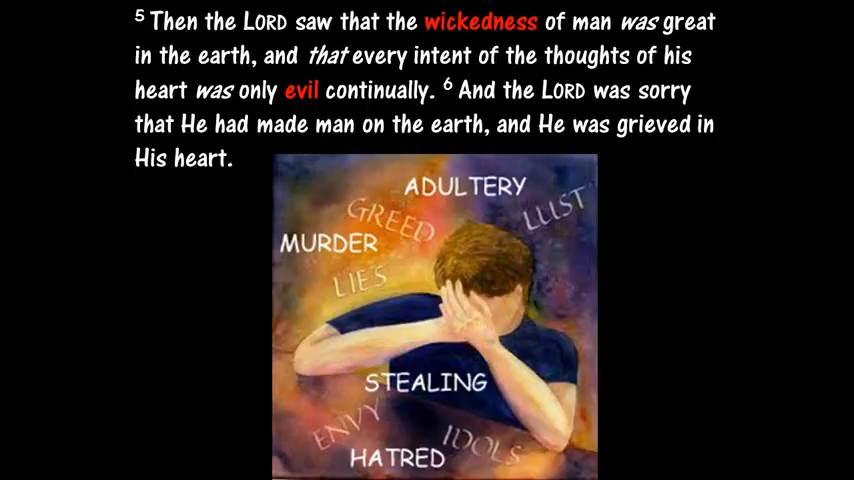 5 Then the LORD saw that the wickedness of man was great
in the earth, and that every intent of the thoughts of his
heart was only evil continually. 6 And the LORD was sorry
that He had made man on the earth, and He was grieved in
His heart.
ADULTERY
GREED
LUST
MURDER
LIES
STEALING
ENVY
IDOLS
HATRED